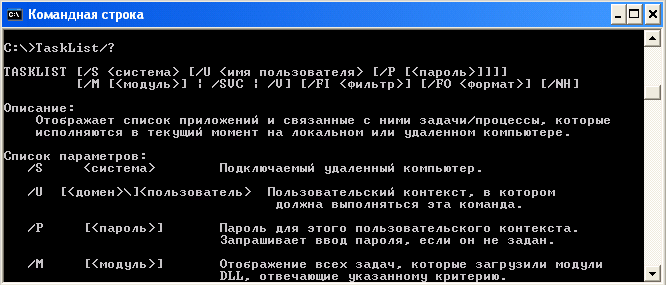 Командная строка
C:\>TaskList/?
TASKLIST [/S <система> [/U <имя пользователя> [/P [<пароль>]]]]
[/M [<модуль>] | /SVC | /V] [/FI <фильтр>] [/FO <формат>] [/NH]
Описание:
Отображает список приложений и связанные с ними задачи/процессы, которые
исполняются в текущий момент на локальном или удаленном компьютере.
Список параметров:
/S <система> Подключаемый удаленный компьютер.
/U [<домен>\]<пользователь> Пользовательский контекст, в котором
должна выполняться эта команда.
/P [<пароль>] Пароль для этого пользовательского контекста.
Запрашивает ввод пароля, если он не задан.
/M [<модуль>] Отображение всех задач, которые загрузили модули
DLL, отвечающие указанному критерию.